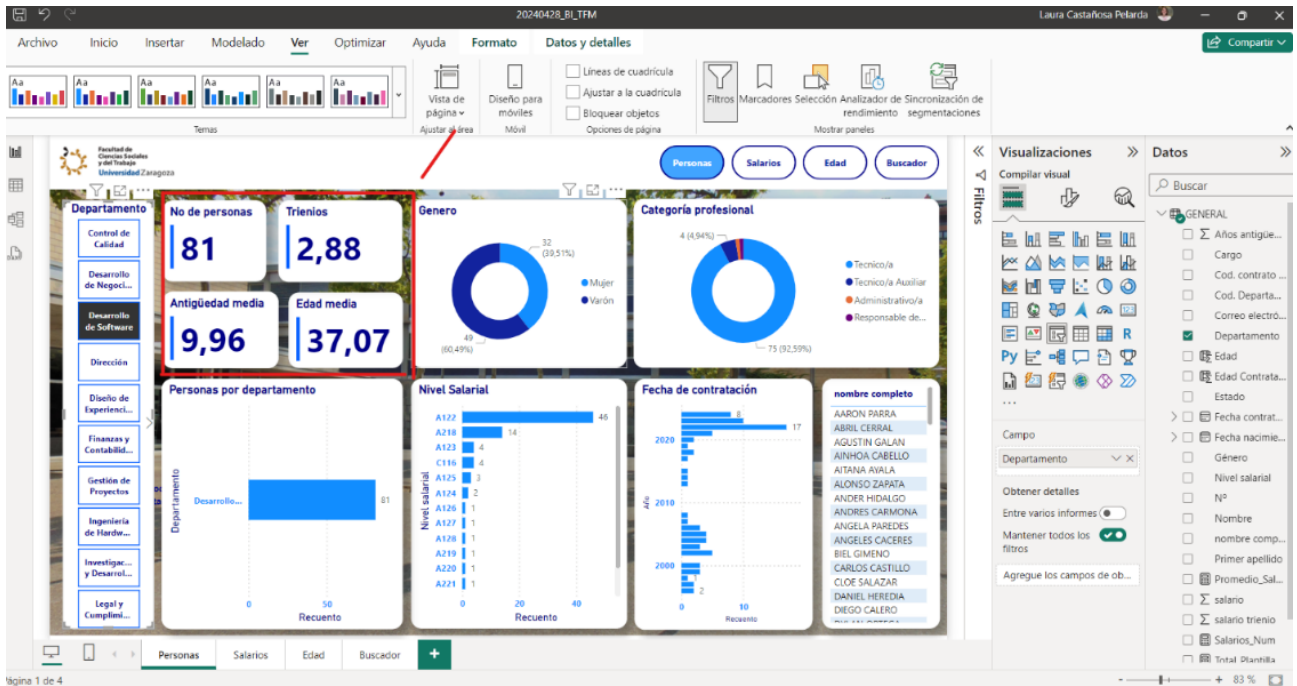 20240428_BI_TFM
Laura Castañosa Pelarda
Archivo
Inicio
Insertar
Modelado
Ver
Optimizar
Ayuda
Formato
Datos y detalles
Compartir
Aa
Aa
Aa
Aa
Aa
Aa
Temas
Vista de
página
Ajustar al área
Diseño para
móviles
Móvil
Líneas de cuadrícula
Ajustar a la cuadrícula
Bloquear objetos
Opciones de página
Filtros
Marcadores
Selección
Analizador de
rendimiento
Sincronización de
segmentaciones
Mostrar paneles
Facultad de
Ciencias Sociales
y del Trabajo
Universidad Zaragoza
Personas
Salarios
Edad
Buscador
Departamento
Control de
Calidad
Desarrollo
de Negoci...
Desarrollo
de Software
Dirección
Diseño de
Experienci...
Finanzas y
Contabilid...
Gestión de
Proyectos
Ingeniería
de Hardw...
Investigac...
y Desarrol...
Legal y
Cumplimi...
No de personas
81
Trienios
2,88
Antigüedad media
9,96
Edad media
37,07
Genero
32
(39,51%)
49
(60,49%)
Mujer
Varón
Categoría profesional
4 (4,94%)
75 (92,59%)
Tecnico/a
Tecnico/a Auxiliar
Administrativo/a
Responsable de...
Personas por departamento
Departamento
Desarrollo...
81
0
50
Recuento
Nivel Salarial
Nivel salarial
A122
46
A218
14
A123
4
C116
4
A125
3
A124
2
A126
1
A127
1
A128
1
A219
1
A220
1
A221
1
0
20
40
Recuento
Fecha de contratación
Año
8
17
2020
2010
2000
1
2
0
10
Recuento
nombre completo
AARON PARRA
ABRIL CERRAL
AGUSTIN GALAN
AINHOA CABELLO
AITANA AYALA
ALONSO ZAPATA
ANDER HIDALGO
ANDRES CARMONA
ANGELA PAREDES
ANGELES CACERES
BIEL GIMENO
CARLOS CASTILLO
CLOE SALAZAR
DANIEL HEREDIA
DIEGO CALERO
Filtros
Visualizaciones
Compilar visual
R
Py
123
...
Campo
Departamento
Obtener detalles
Entre varios informes
Mantener todos los
filtros
Agregue los campos de ob...
Datos
Buscar
GENERAL
Años antigüe...
Cargo
Cod. contrato ...
Cod. Departa...
Correo electró...
Departamento
Edad
Edad Contrata...
Estado
Fecha contrat...
Fecha nacimie...
Género
Nivel salarial
Nº
Nombre
nombre comp...
Primer apellido
Promedio_Sal...
salario
salario trienio
Salarios_Num
Total Plantilla
Personas
Salarios
Edad
Buscador
+
Página 1 de 4
- + 83 %